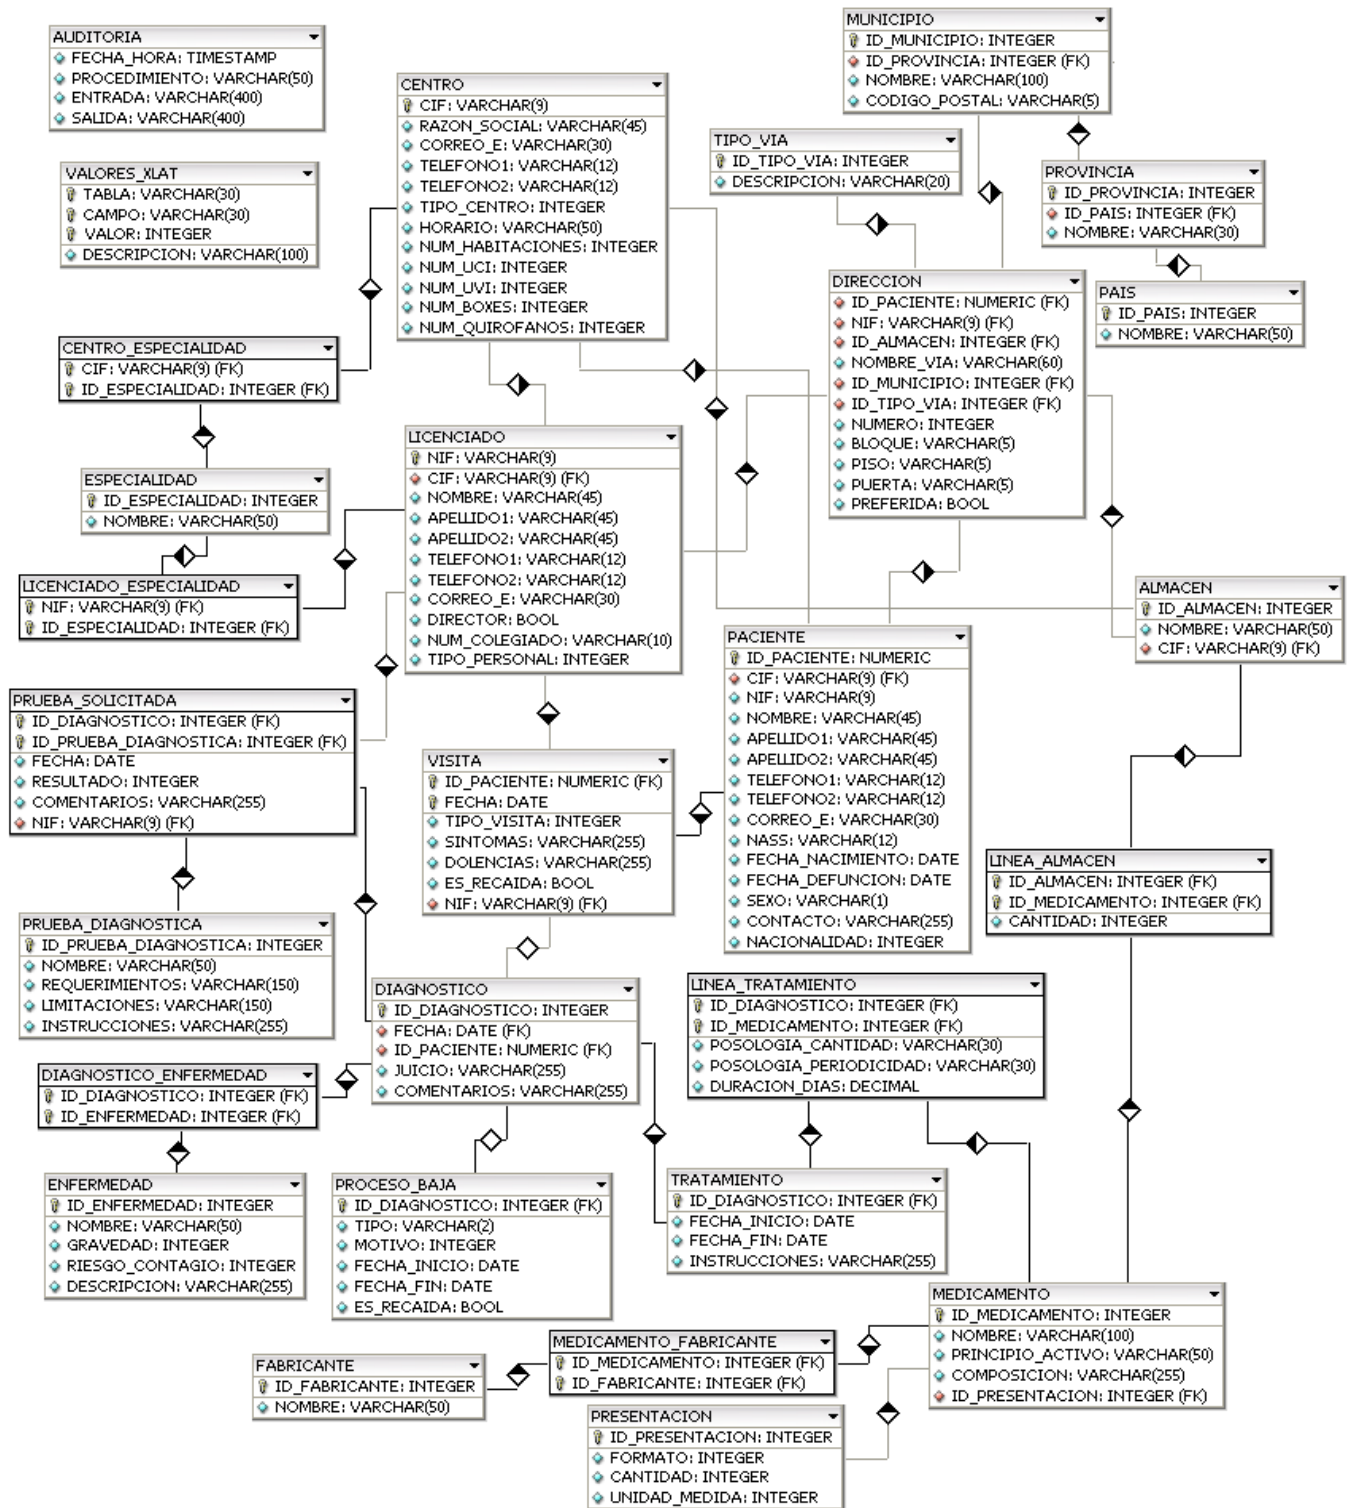 AUDITORIA
FECHA_HORA: TIMESTAMP
PROCEDIMIENTO: VARCHAR(50)
ENTRADA: VARCHAR(400)
SALIDA: VARCHAR(400)
VALORES_XLAT
TABLA: VARCHAR(30)
CAMPO: VARCHAR(30)
VALOR: INTEGER
DESCRIPCION: VARCHAR(100)
CENTRO
CIF: VARCHAR(9)
RAZON_SOCIAL: VARCHAR(45)
CORREO_E: VARCHAR(30)
TELEFONO1: VARCHAR(12)
TELEFONO2: VARCHAR(12)
TIPO_CENTRO: INTEGER
HORARIO: VARCHAR(50)
NUM_HABITACIONES: INTEGER
NUM_UCI: INTEGER
NUM_UVI: INTEGER
NUM_BOXES: INTEGER
NUM_QUIROFANOS: INTEGER
MUNICIPIO
ID_MUNICIPIO: INTEGER
ID_PROVINCIA: INTEGER (FK)
NOMBRE: VARCHAR(100)
CODIGO_POSTAL: VARCHAR(5)
TIPO_VIA
ID_TIPO_VIA: INTEGER
DESCRIPCION: VARCHAR(20)
PROVINCIA
ID_PROVINCIA: INTEGER
ID_PAIS: INTEGER (FK)
NOMBRE: VARCHAR(30)
PAIS
ID_PAIS: INTEGER
NOMBRE: VARCHAR(50)
DIRECCION
ID_PACIENTE: NUMERIC (FK)
NIF: VARCHAR(9) (FK)
ID_ALMACEN: INTEGER (FK)
NOMBRE_VIA: VARCHAR(60)
ID_MUNICIPIO: INTEGER (FK)
ID_TIPO_VIA: INTEGER (FK)
NUMERO: INTEGER
BLOQUE: VARCHAR(5)
PISO: VARCHAR(5)
PUERTA: VARCHAR(5)
PREFERIDA: BOOL
CENTRO_ESPECIALIDAD
CIF: VARCHAR(9) (FK)
ID_ESPECIALIDAD: INTEGER (FK)
ESPECIALIDAD
ID_ESPECIALIDAD: INTEGER
NOMBRE: VARCHAR(50)
LICENCIADO_ESPECIALIDAD
NIF: VARCHAR(9) (FK)
ID_ESPECIALIDAD: INTEGER (FK)
LICENCIADO
NIF: VARCHAR(9)
CIF: VARCHAR(9) (FK)
NOMBRE: VARCHAR(45)
APELLIDO1: VARCHAR(45)
APELLIDO2: VARCHAR(45)
TELEFONO1: VARCHAR(12)
TELEFONO2: VARCHAR(12)
CORREO_E: VARCHAR(30)
DIRECTOR: BOOL
NUM_COLEGIADO: VARCHAR(10)
TIPO_PERSONAL: INTEGER
ALMACEN
ID_ALMACEN: INTEGER
NOMBRE: VARCHAR(50)
CIF: VARCHAR(9) (FK)
PACIENTE
ID_PACIENTE: NUMERIC
CIF: VARCHAR(9) (FK)
NIF: VARCHAR(9)
NOMBRE: VARCHAR(45)
APELLIDO1: VARCHAR(45)
APELLIDO2: VARCHAR(45)
TELEFONO1: VARCHAR(12)
TELEFONO2: VARCHAR(12)
CORREO_E: VARCHAR(30)
NASS: VARCHAR(12)
FECHA_NACIMIENTO: DATE
FECHA_DEFUNCION: DATE
SEXO: VARCHAR(1)
CONTACTO: VARCHAR(255)
NACIONALIDAD: INTEGER
PRUEBA_SOLICITADA
ID_DIAGNOSTICO: INTEGER (FK)
ID_PRUEBA_DIAGNOSTICA: INTEGER (FK)
FECHA: DATE
RESULTADO: INTEGER
COMENTARIOS: VARCHAR(255)
NIF: VARCHAR(9) (FK)
VISITA
ID_PACIENTE: NUMERIC (FK)
FECHA: DATE
TIPO_VISITA: INTEGER
SINTOMAS: VARCHAR(255)
DOLENCIAS: VARCHAR(255)
ES_RECAIDA: BOOL
NIF: VARCHAR(9) (FK)
LINEA_ALMACEN
ID_ALMACEN: INTEGER (FK)
ID_MEDICAMENTO: INTEGER (FK)
CANTIDAD: INTEGER
PRUEBA_DIAGNOSTICA
ID_PRUEBA_DIAGNOSTICA: INTEGER
NOMBRE: VARCHAR(50)
REQUERIMIENTOS: VARCHAR(150)
LIMITACIONES: VARCHAR(150)
INSTRUCCIONES: VARCHAR(255)
DIAGNOSTICO
ID_DIAGNOSTICO: INTEGER
FECHA: DATE (FK)
ID_PACIENTE: NUMERIC (FK)
JUICIO: VARCHAR(255)
COMENTARIOS: VARCHAR(255)
LINEA_TRATAMIENTO
ID_DIAGNOSTICO: INTEGER (FK)
ID_MEDICAMENTO: INTEGER (FK)
POSOLOGIA_CANTIDAD: VARCHAR(30)
POSOLOGIA_PERIODICIDAD: VARCHAR(30)
DURACION_DIAS: DECIMAL
DIAGNOSTICO_ENFERMEDAD
ID_DIAGNOSTICO: INTEGER (FK)
ID_ENFERMEDAD: INTEGER (FK)
ENFERMEDAD
ID_ENFERMEDAD: INTEGER
NOMBRE: VARCHAR(50)
GRAVEDAD: INTEGER
RIESGO_CONTAGIO: INTEGER
DESCRIPCION: VARCHAR(255)
PROCESO_BAJA
ID_DIAGNOSTICO: INTEGER (FK)
TIPO: VARCHAR(2)
MOTIVO: INTEGER
FECHA_INICIO: DATE
FECHA_FIN: DATE
ES_RECAIDA: BOOL
TRATAMIENTO
ID_DIAGNOSTICO: INTEGER (FK)
FECHA_INICIO: DATE
FECHA_FIN: DATE
INSTRUCCIONES: VARCHAR(255)
MEDICAMENTO
ID_MEDICAMENTO: INTEGER
NOMBRE: VARCHAR(100)
PRINCIPIO_ACTIVO: VARCHAR(50)
COMPOSICION: VARCHAR(255)
ID_PRESENTACION: INTEGER (FK)
MEDICAMENTO_FABRICANTE
ID_MEDICAMENTO: INTEGER (FK)
ID_FABRICANTE: INTEGER (FK)
FABRICANTE
ID_FABRICANTE: INTEGER
NOMBRE: VARCHAR(50)
PRESENTACION
ID_PRESENTACION: INTEGER
FORMATO: INTEGER
CANTIDAD: INTEGER
UNIDAD_MEDIDA: INTEGER